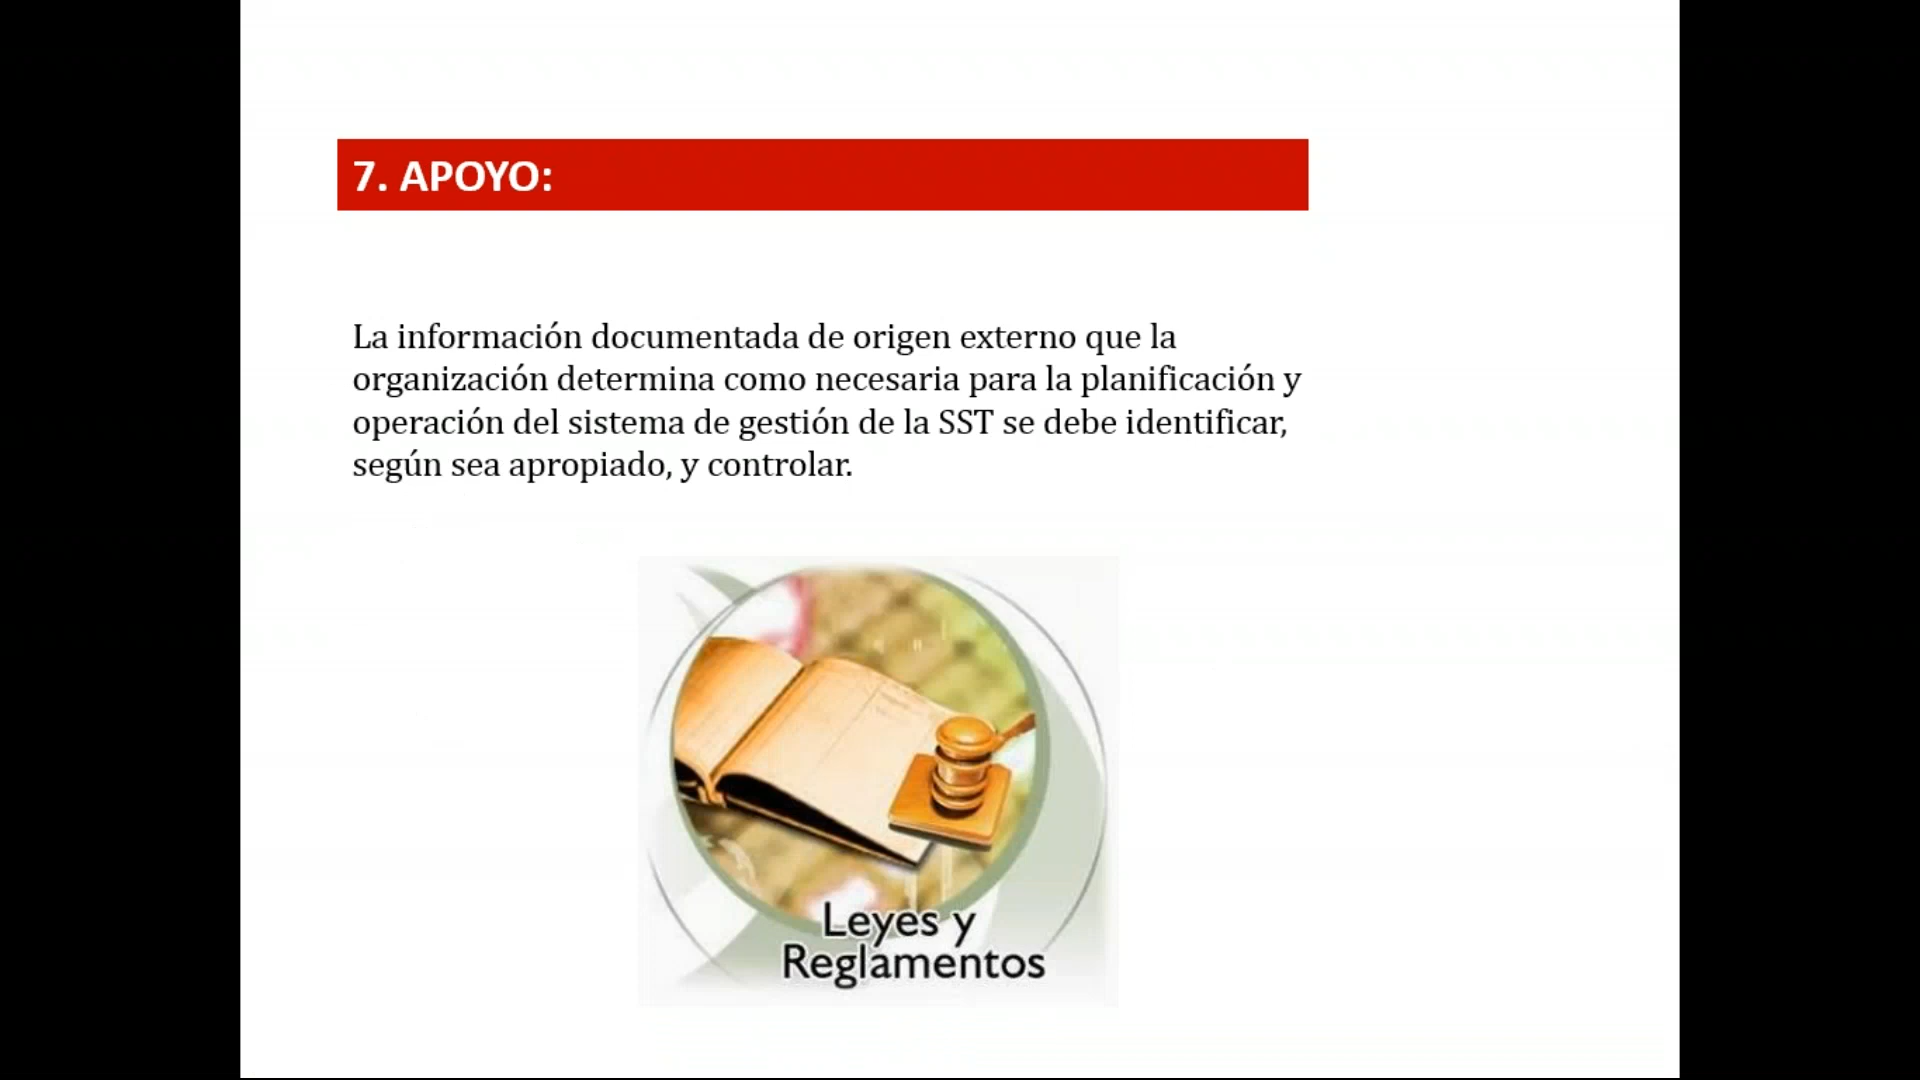 7. APOYO:
La información documentada de origen externo que la
organización determina como necesaria para la planificación y
operación del sistema de gestión de la SST se debe identificar,
según sea apropiado, y controlar.
Leyes y
Reglamentos